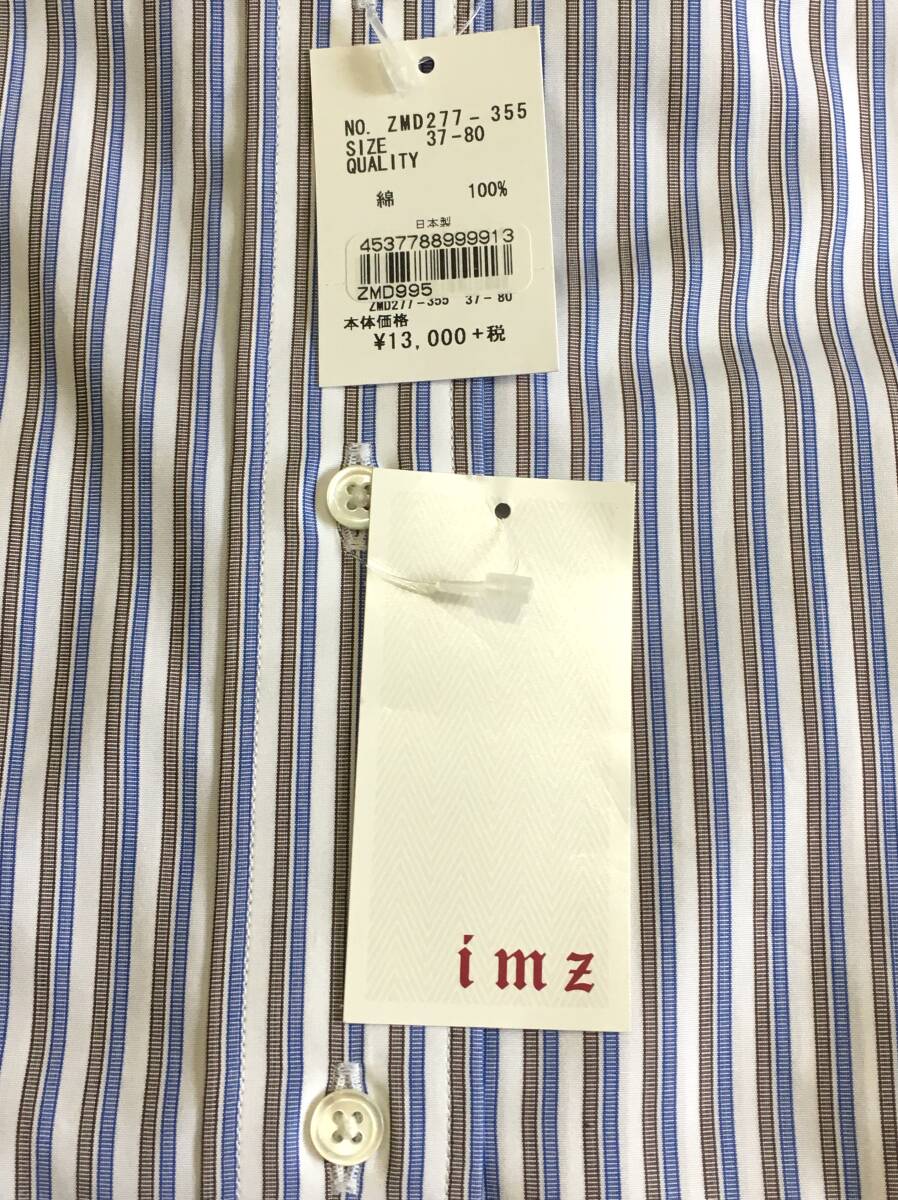 NO. ZMD277-355
SIZE 37-80
QUALITY
綿 100%
日本製
4537788999913
ZMD995
ZMD277-355 37-80
本体価格
¥13,000+税
imz